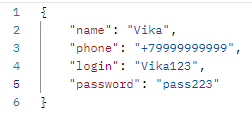 1 {
2 "name": "Vika",
3 "phone": "+79999999999",
4 "login": "Vika123",
5 "password": "pass223"
6 }